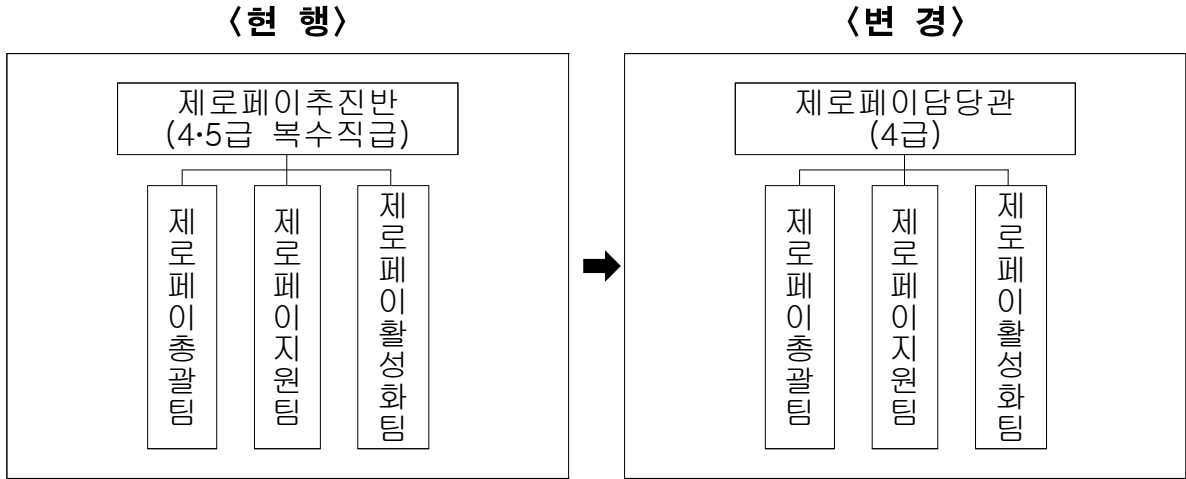 〈현 행〉
제로페이추진반
(4·5급 복수직급)
제로페이총괄팀
제로페이지원팀
제로페이활성화팀
〈변 경〉
제로페이담당관
(4급)
제로페이총괄팀
제로페이지원팀
제로페이활성화팀